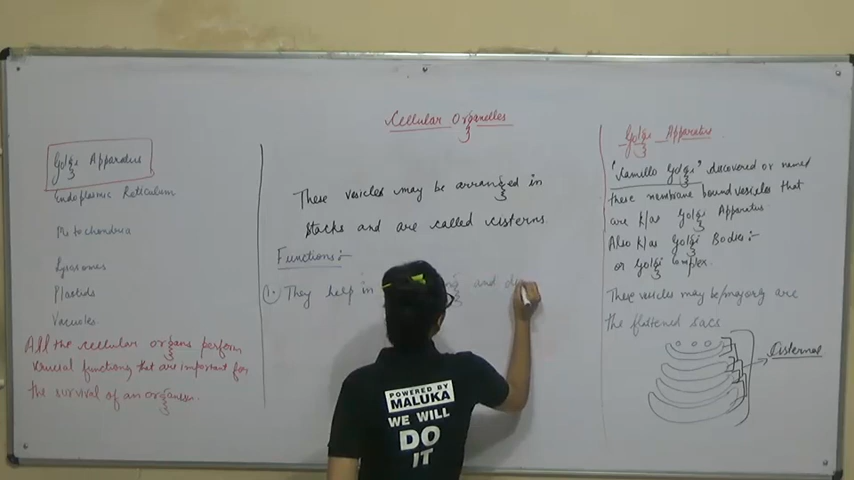 Cellular Organelles
Golgi Apparatus
Endoplasmic Reticulum
Mitochondria
Lysosomes
Plastids
Vacuoles
All the cellular organs perform
crucial functions that are important for
the survival of an organism.
These vesicles may be arranged in
stacks and are called cisterns.
Functions:-
1. They help in and
Golgi Apparatus
"Camillo Golgi" discovered or named
these membrane bound vesicles that
are k/as Golgi Apparatus
Also k/as Golgi Bodies:-
or Golgi Complex.
These vesicles may be/majorly are
the flattened sacs
Cisternae
POWERED BY
MALUKA
WE WILL
DO
IT